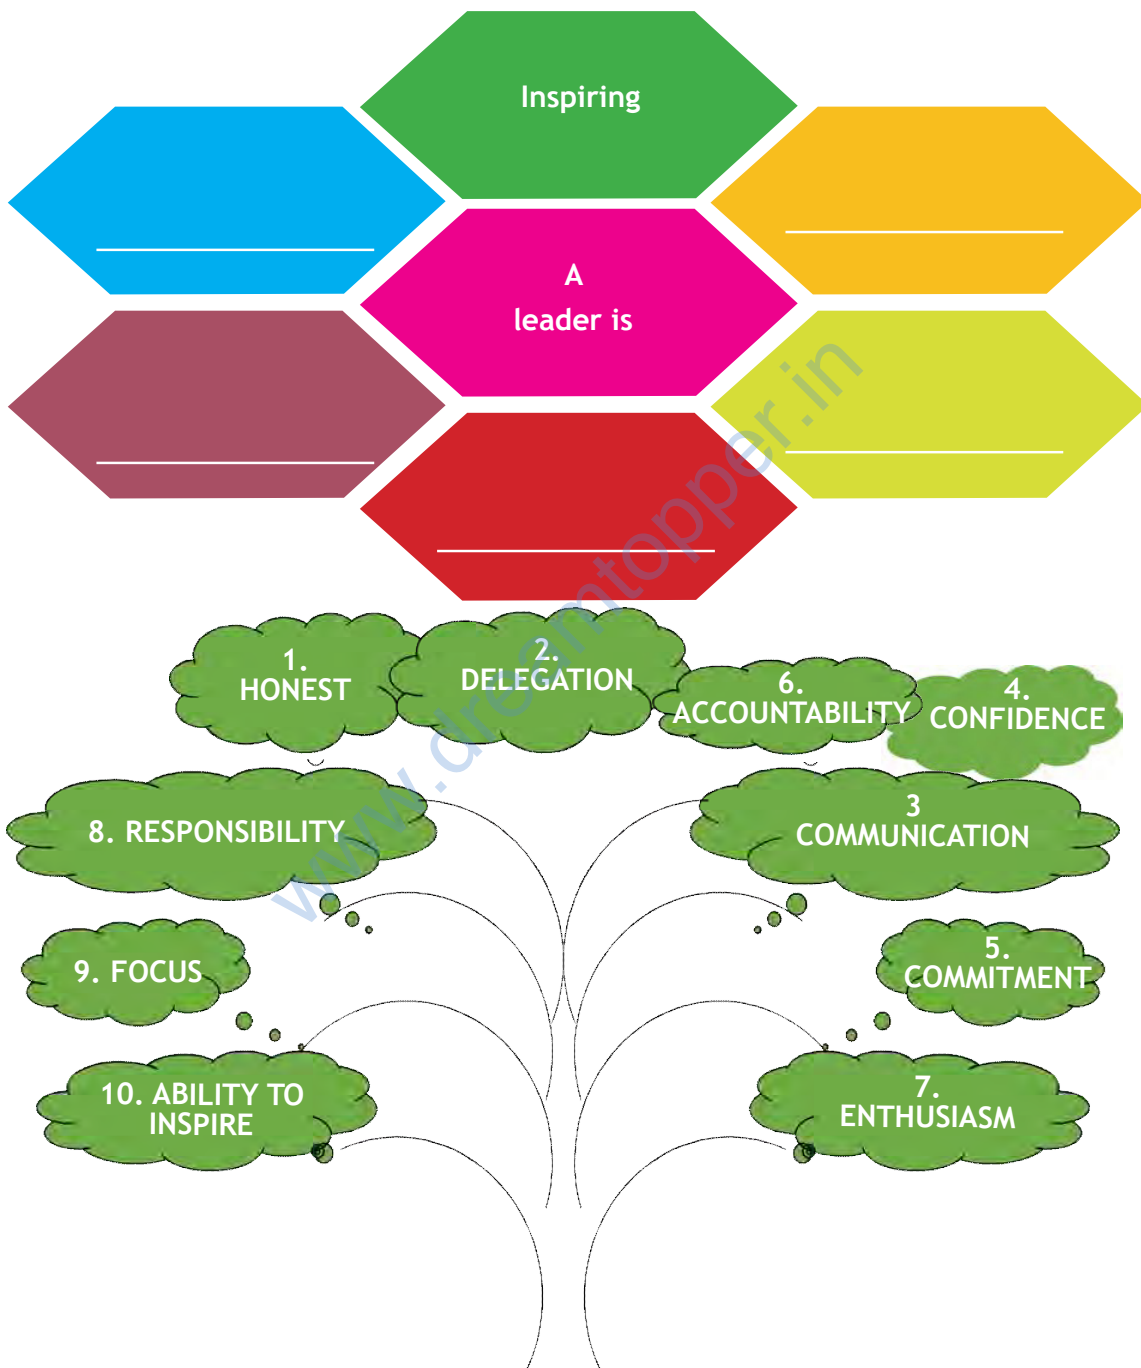 Inspiring
A
leader is
1.
HONEST
2.
DELEGATION
6.
ACCOUNTABILITY
4.
CONFIDENCE
8. RESPONSIBILITY
3
COMMUNICATION
9. FOCUS
5.
COMMITMENT
10. ABILITY TO
INSPIRE
7.
ENTHUSIASM
www.dreamtopper.in